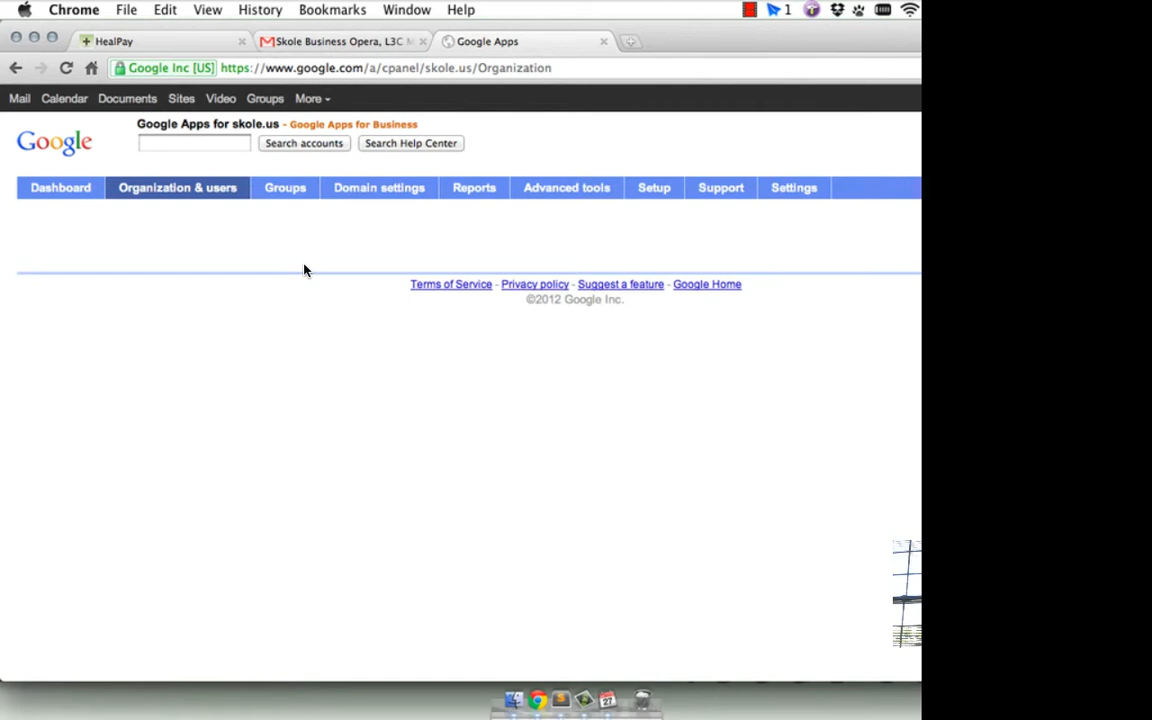 Chrome File Edit View History Bookmarks Window Help 1
HealPay Skole Business Opera, L3C M Google Apps
Google Inc [US] https://www.google.com/a/cpanel/skole.us/Organization
Mail Calendar Documents Sites Video Groups More
Google Apps for skole.us - Google Apps for Business
Google
Search accounts Search Help Center
Dashboard Organization & users Groups Domain settings Reports Advanced tools Setup Support Settings
Terms of Service - Privacy policy - Suggest a feature - Google Home
©2012 Google Inc.
27